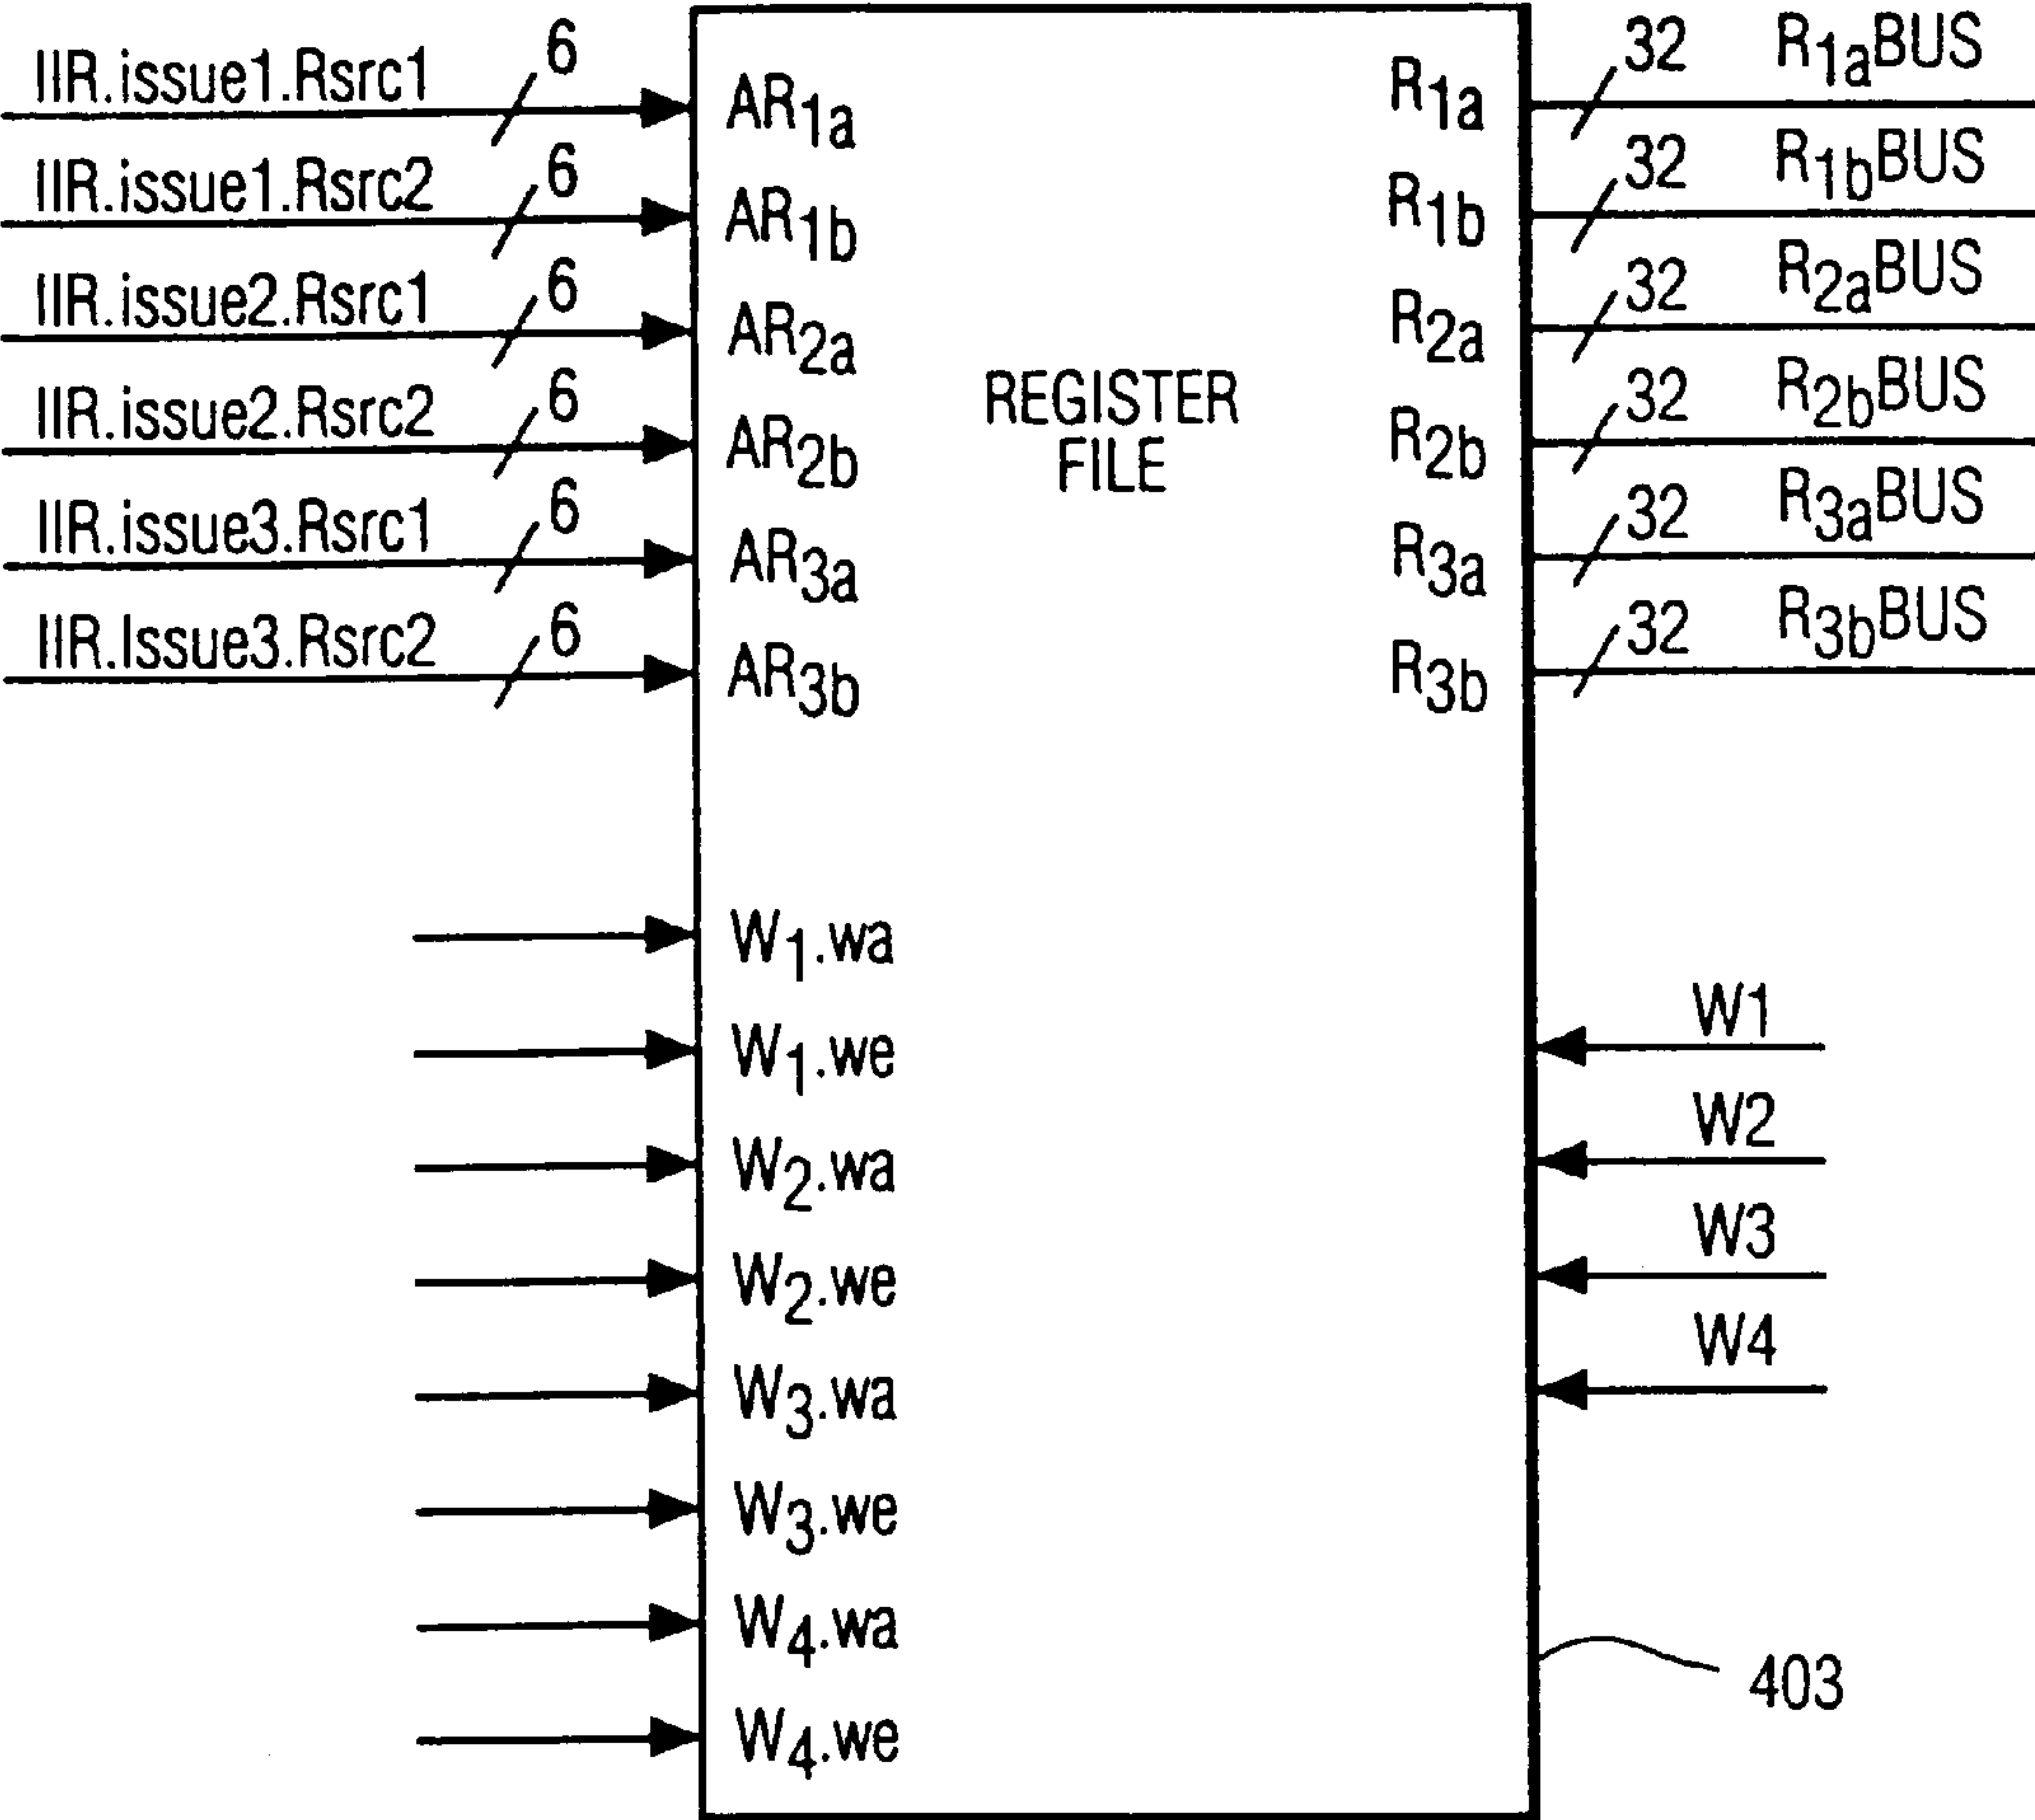 IIR.issue1.Rsrc1 6 AR1a
IIR.issue1.Rsrc2 6 AR1b
IIR.issue2.Rsrc1 6 AR2a
IIR.issue2.Rsrc2 6 AR2b
IIR.issue3.Rsrc1 6 AR3a
IIR.Issue3.Rsrc2 6 AR3b
REGISTER
FILE
R1a 32 R1aBUS
R1b 32 R1bBUS
R2a 32 R2aBUS
R2b 32 R2bBUS
R3a 32 R3aBUS
R3b 32 R3bBUS
W1.wa
W1.we
W2.wa
W2.we
W3.wa
W3.we
W4.wa
W4.we
W1
W2
W3
W4
403